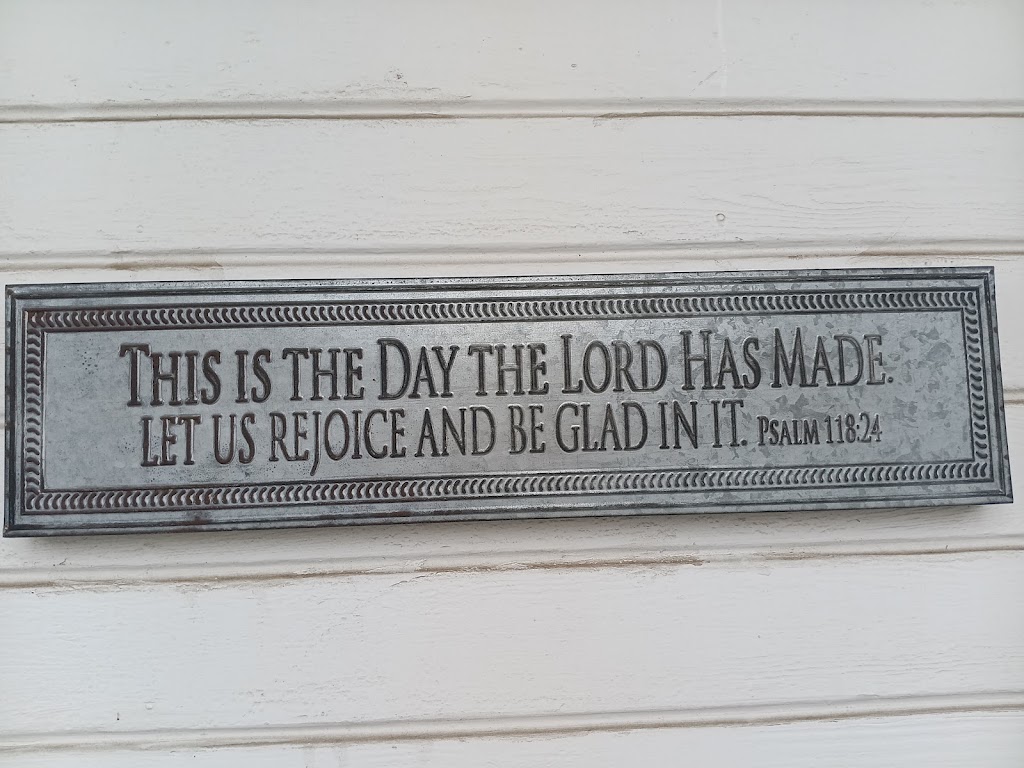 This is the Day the Lord Has Made.
let us rejoice and be glad in it. Psalm 118:24